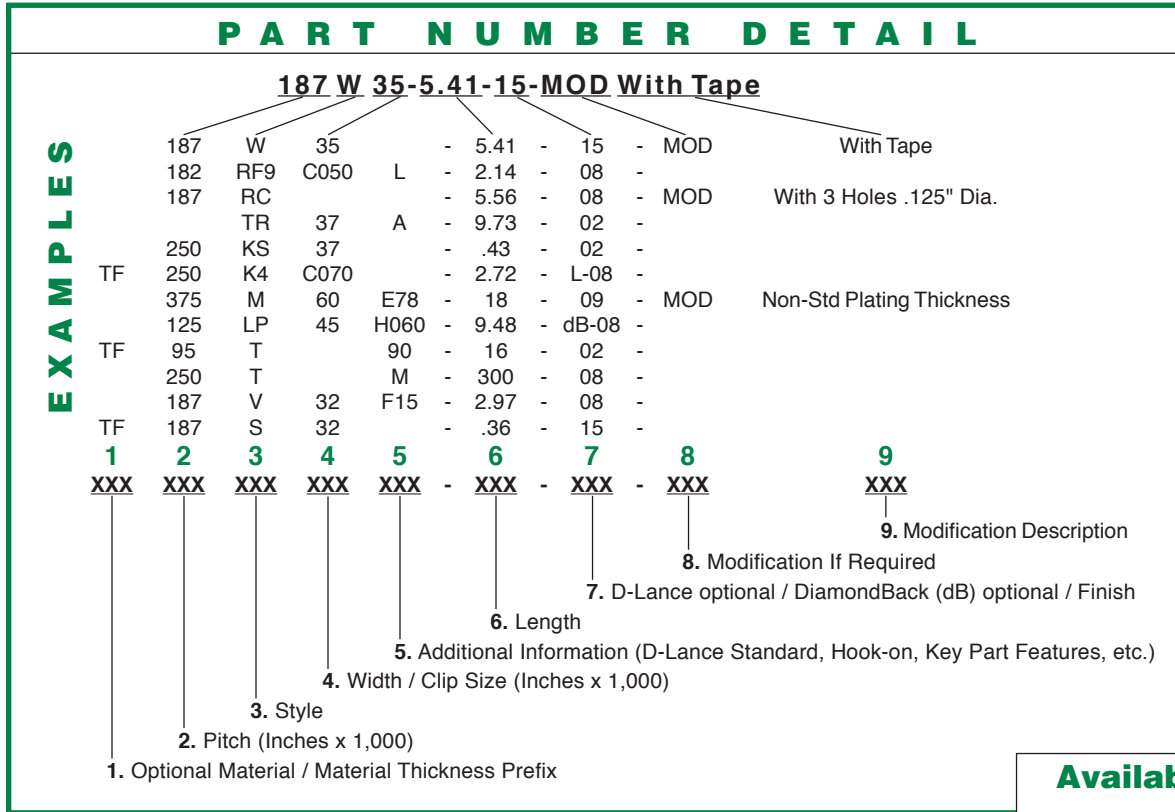 PART NUMBER DETAIL
187 W 35-5.41-15-MOD With Tape
EXAMPLES
187 W 35 - 5.41 - 15 - MOD With Tape
182 RF9 C050 L - 2.14 - 08 -
187 RC - 5.56 - 08 - MOD With 3 Holes .125" Dia.
TR 37 A - 9.73 - 02 -
250 KS 37 - .43 - 02 -
TF 250 K4 C070 - 2.72 - L-08 -
375 M 60 E78 - 18 - 09 - MOD Non-Std Plating Thickness
125 LP 45 H060 - 9.48 - dB-08 -
TF 95 T 90 - 16 - 02 -
250 T M - 300 - 08 -
187 V 32 F15 - 2.97 - 08 -
TF 187 S 32 - .36 - 15 -
1 2 3 4 5 6 7 8 9
XXX XXX XXX XXX XXX - XXX - XXX - XXX XXX
9. Modification Description
8. Modification If Required
7. D-Lance optional / DiamondBack (dB) optional / Finish
6. Length
5. Additional Information (D-Lance Standard, Hook-on, Key Part Features, etc.)
4. Width / Clip Size (Inches x 1,000)
3. Style
2. Pitch (Inches x 1,000)
1. Optional Material / Material Thickness Prefix